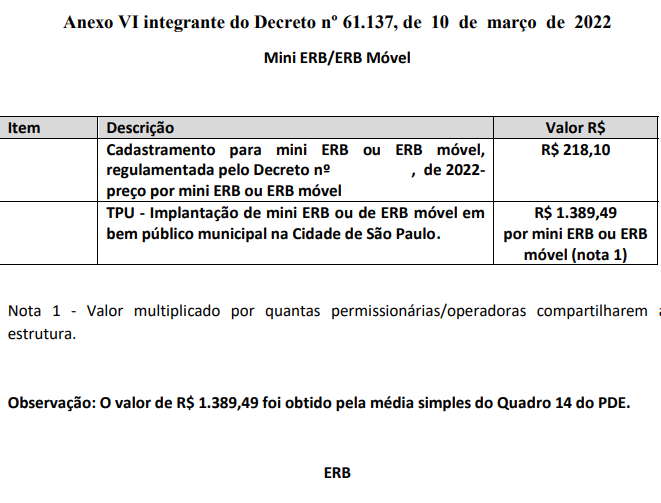 Anexo VI integrante do Decreto nº 61.137, de 10 de março de 2022
Mini ERB/ERB Móvel
Item Descrição Valor R$
Cadastramento para mini ERB ou ERB móvel, R$ 218,10
regulamentada pelo Decreto nº , de 2022-
preço por mini ERB ou ERB móvel
TPU - Implantação de mini ERB ou de ERB móvel em R$ 1.389,49
bem público municipal na Cidade de São Paulo. por mini ERB ou ERB
móvel (nota 1)
Nota 1 - Valor multiplicado por quantas permissionárias/operadoras compartilharem a
estrutura.
Observação: O valor de R$ 1.389,49 foi obtido pela média simples do Quadro 14 do PDE.
ERB